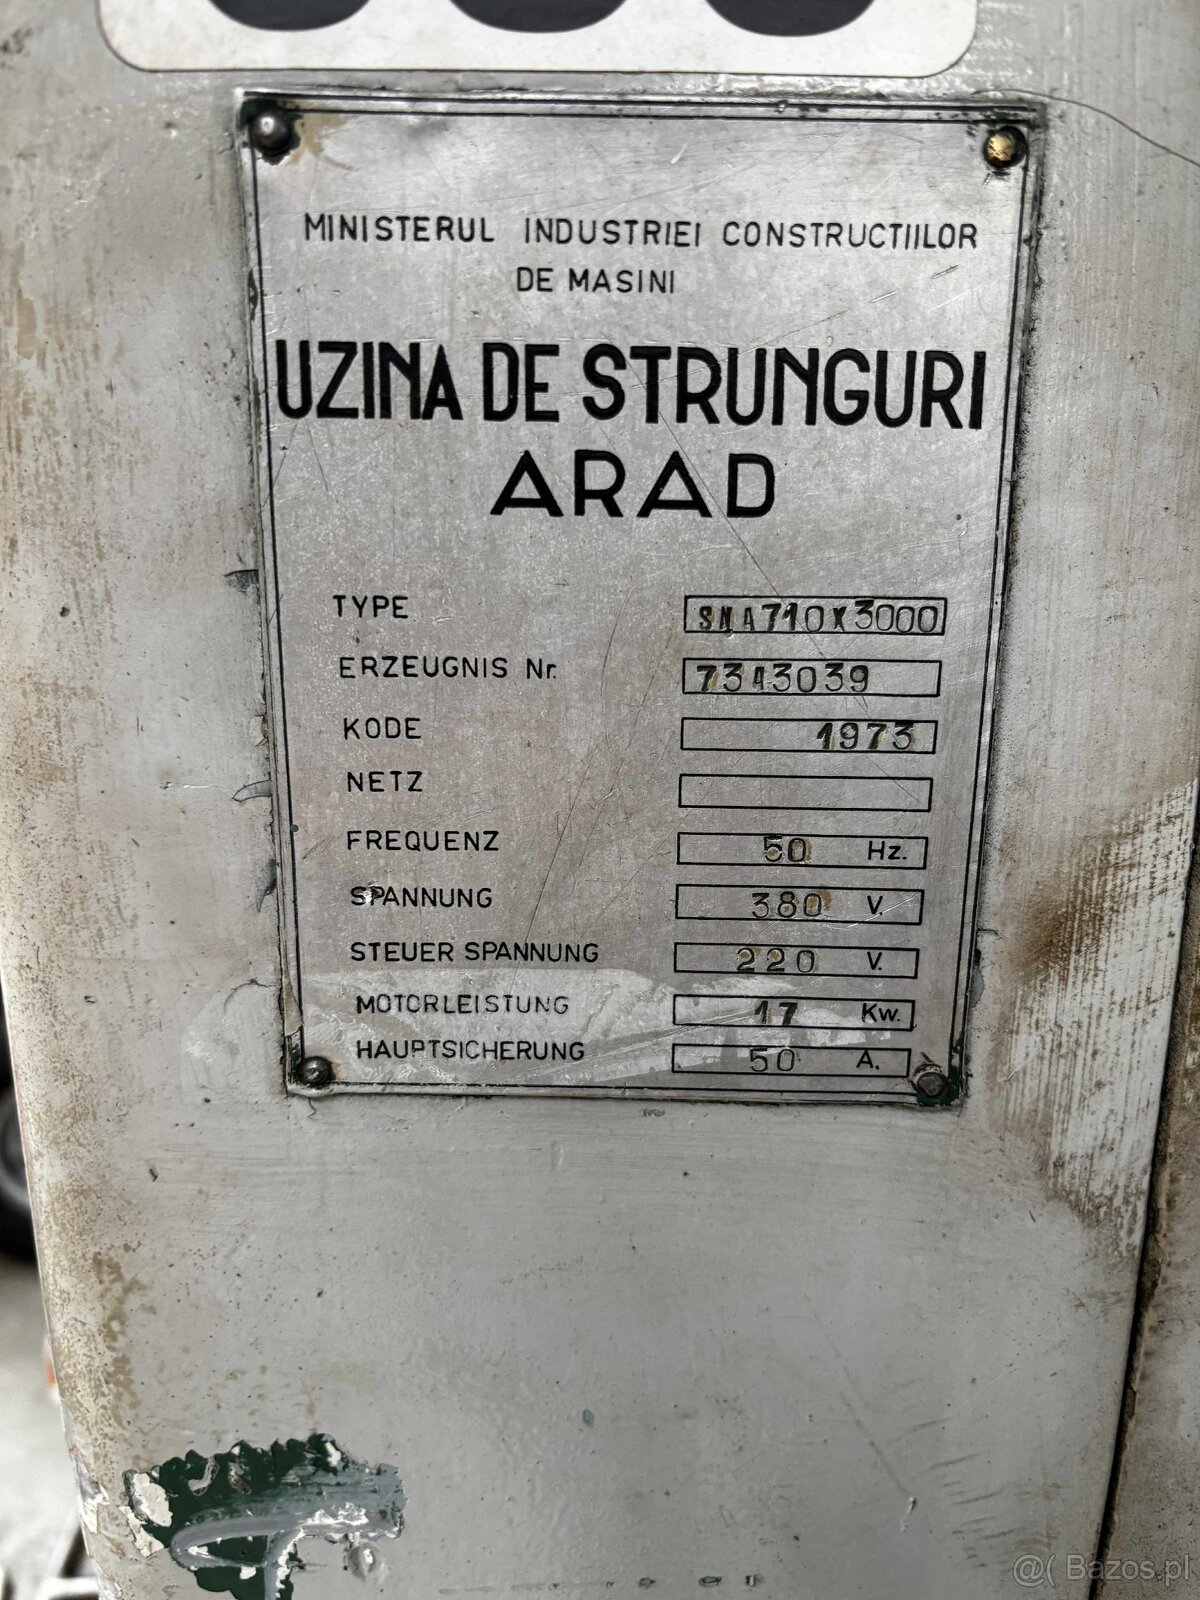 MINISTERUL INDUSTRIEI CONSTRUCTIILOR
DE MASINI
UZINA DE STRUNGURI
ARAD
TYPE SNA710X3000
ERZEUGNIS Nr. 73A3039
KODE 1973
NETZ
FREQUENZ 50 Hz.
SPANNUNG 380 V.
STEUER SPANNUNG 220 V.
MOTORLEISTUNG 17 Kw.
HAUPTSICHERUNG 50 A.
@( Bazos.pl